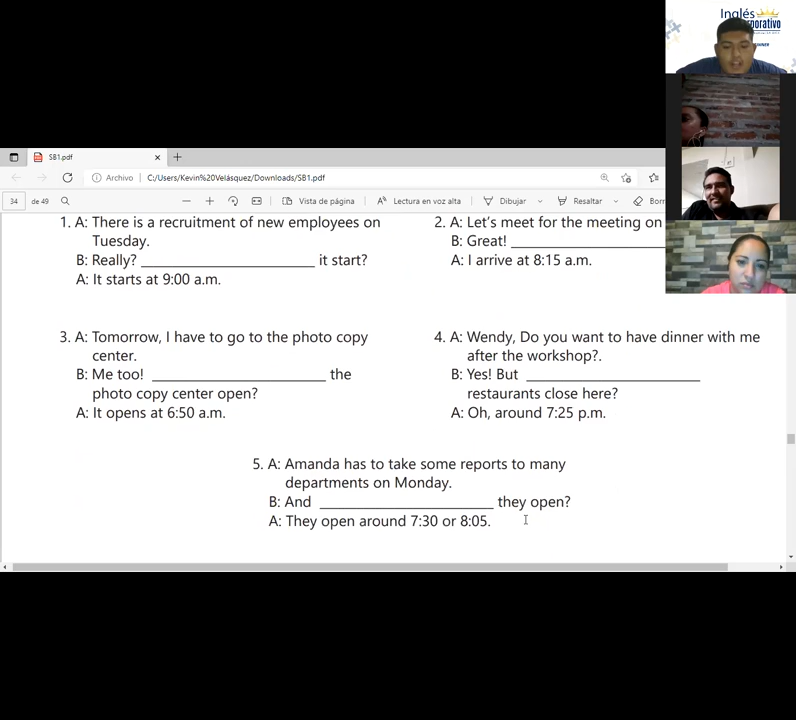 Inglés
SB1.pdf
Archivo
C:/Users/Kevin%20Velásquez/Downloads/SB1.pdf
34
de 49
Vista de página
Lectura en voz alta
Dibujar
Resaltar
1. A: There is a recruitment of new employees on
Tuesday.
B: Really? ____________________ it start?
A: It starts at 9:00 a.m.
2. A: Let's meet for the meeting on
B: Great! ____________________
A: I arrive at 8:15 a.m.
3. A: Tomorrow, I have to go to the photo copy
center.
B: Me too! ____________________ the
photo copy center open?
A: It opens at 6:50 a.m.
4. A: Wendy, Do you want to have dinner with me
after the workshop?.
B: Yes! But ____________________
restaurants close here?
A: Oh, around 7:25 p.m.
5. A: Amanda has to take some reports to many
departments on Monday.
B: And ____________________ they open?
A: They open around 7:30 or 8:05.